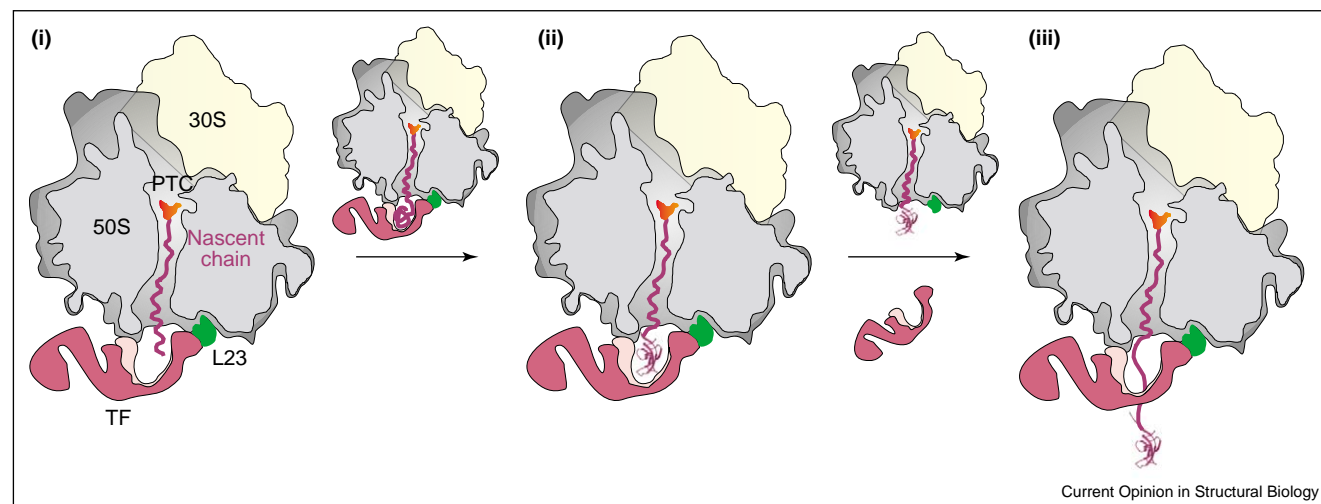 (i)
(ii)
(iii)
30S
PTC
50S
Nascent
chain
L23
TF
Current Opinion in Structural Biology